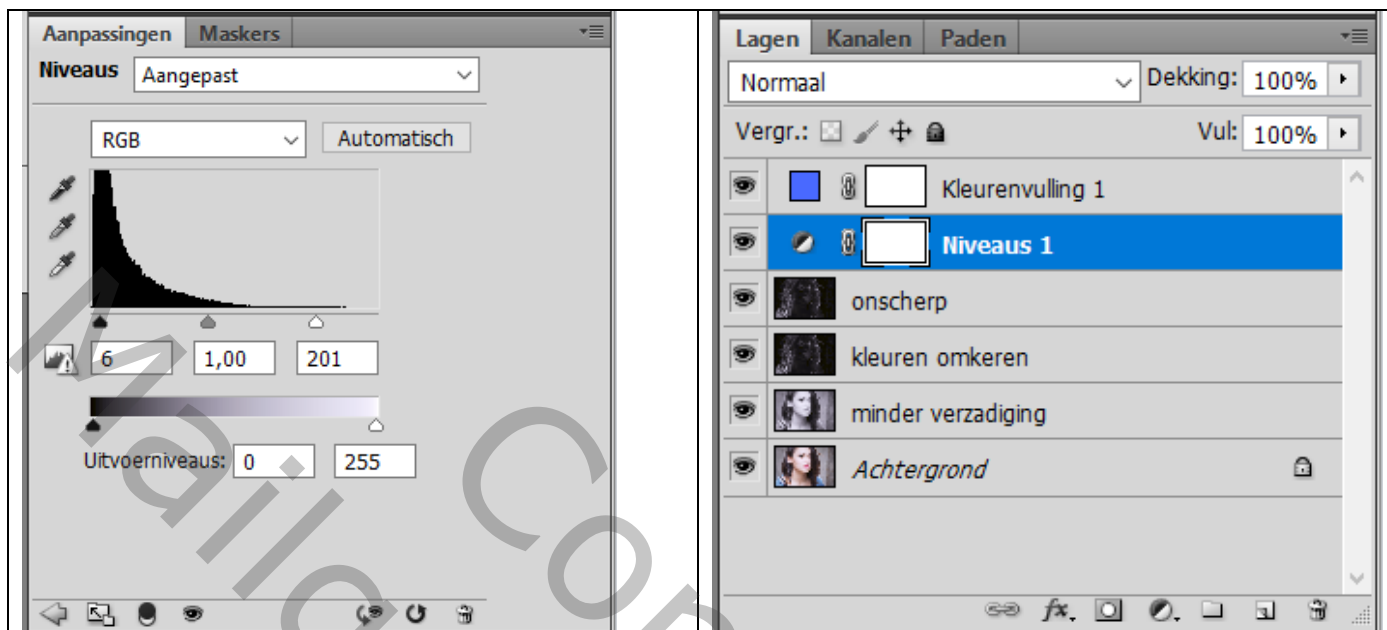 Aanpassingen Maskers
Niveaus Aangepast
RGB Automatisch
6 1,00 201
Uitvoerniveaus: 0 255
Lagen Kanalen Paden
Normaal Dekking: 100%
Vergr.: Vul: 100%
Kleurenvulling 1
Niveaus 1
onscherp
kleuren omkeren
minder verzadiging
Achtergrond
fx.